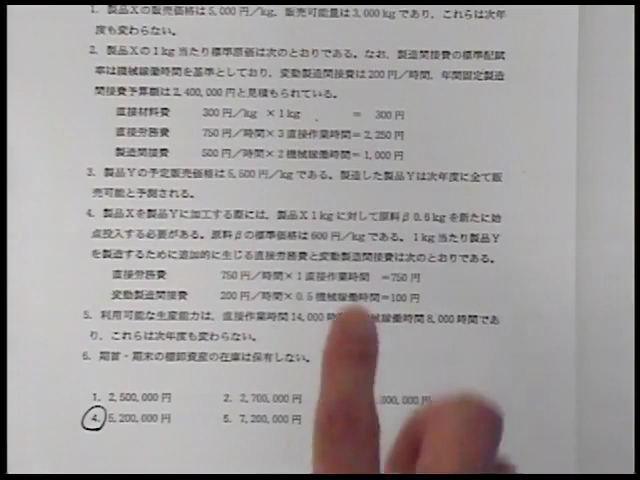 1. 製品Xの販売価格は5,000円/kg，販売可能量は3,000kgであり，これらは次年
度も変わらない。
2. 製品Xの1kg当たり標準原価は次のとおりである。なお，製造間接費の標準配賦
率は機械稼働時間を基準としており，変動製造間接費は200円/時間，年間固定製造
間接費予算額は2,400,000円と見積もられている。
直接材料費 300円/kg ×1kg = 300円
直接労務費 750円/時間×3直接作業時間=2,250円
製造間接費 500円/時間×2機械稼働時間=1,000円
3. 製品Yの予定販売価格は5,500円/kgである。製造した製品Yは次年度に全て販
売可能と予測される。
4. 製品Xを製品Yに加工する際には，製品X1kgに対して原料β0.6kgを新たに始
点投入する必要がある。原料βの標準価格は600円/kgである。1kg当たり製品Y
を製造するために追加的に生じる直接労務費と変動製造間接費は次のとおりである。
直接労務費 750円/時間×1直接作業時間 =750円
変動製造間接費 200円/時間×0.5機械稼働時間=100円
5. 利用可能な生産能力は，直接作業時間14,000時 稼働時間8,000時間であ
り，これらは次年度も変わらない。
6. 期首・期末の棚卸資産の在庫は保有しない。
1. 2,500,000円 2. 2,700,000円 000,000円
4. 5,200,000円 5. 7,200,000円